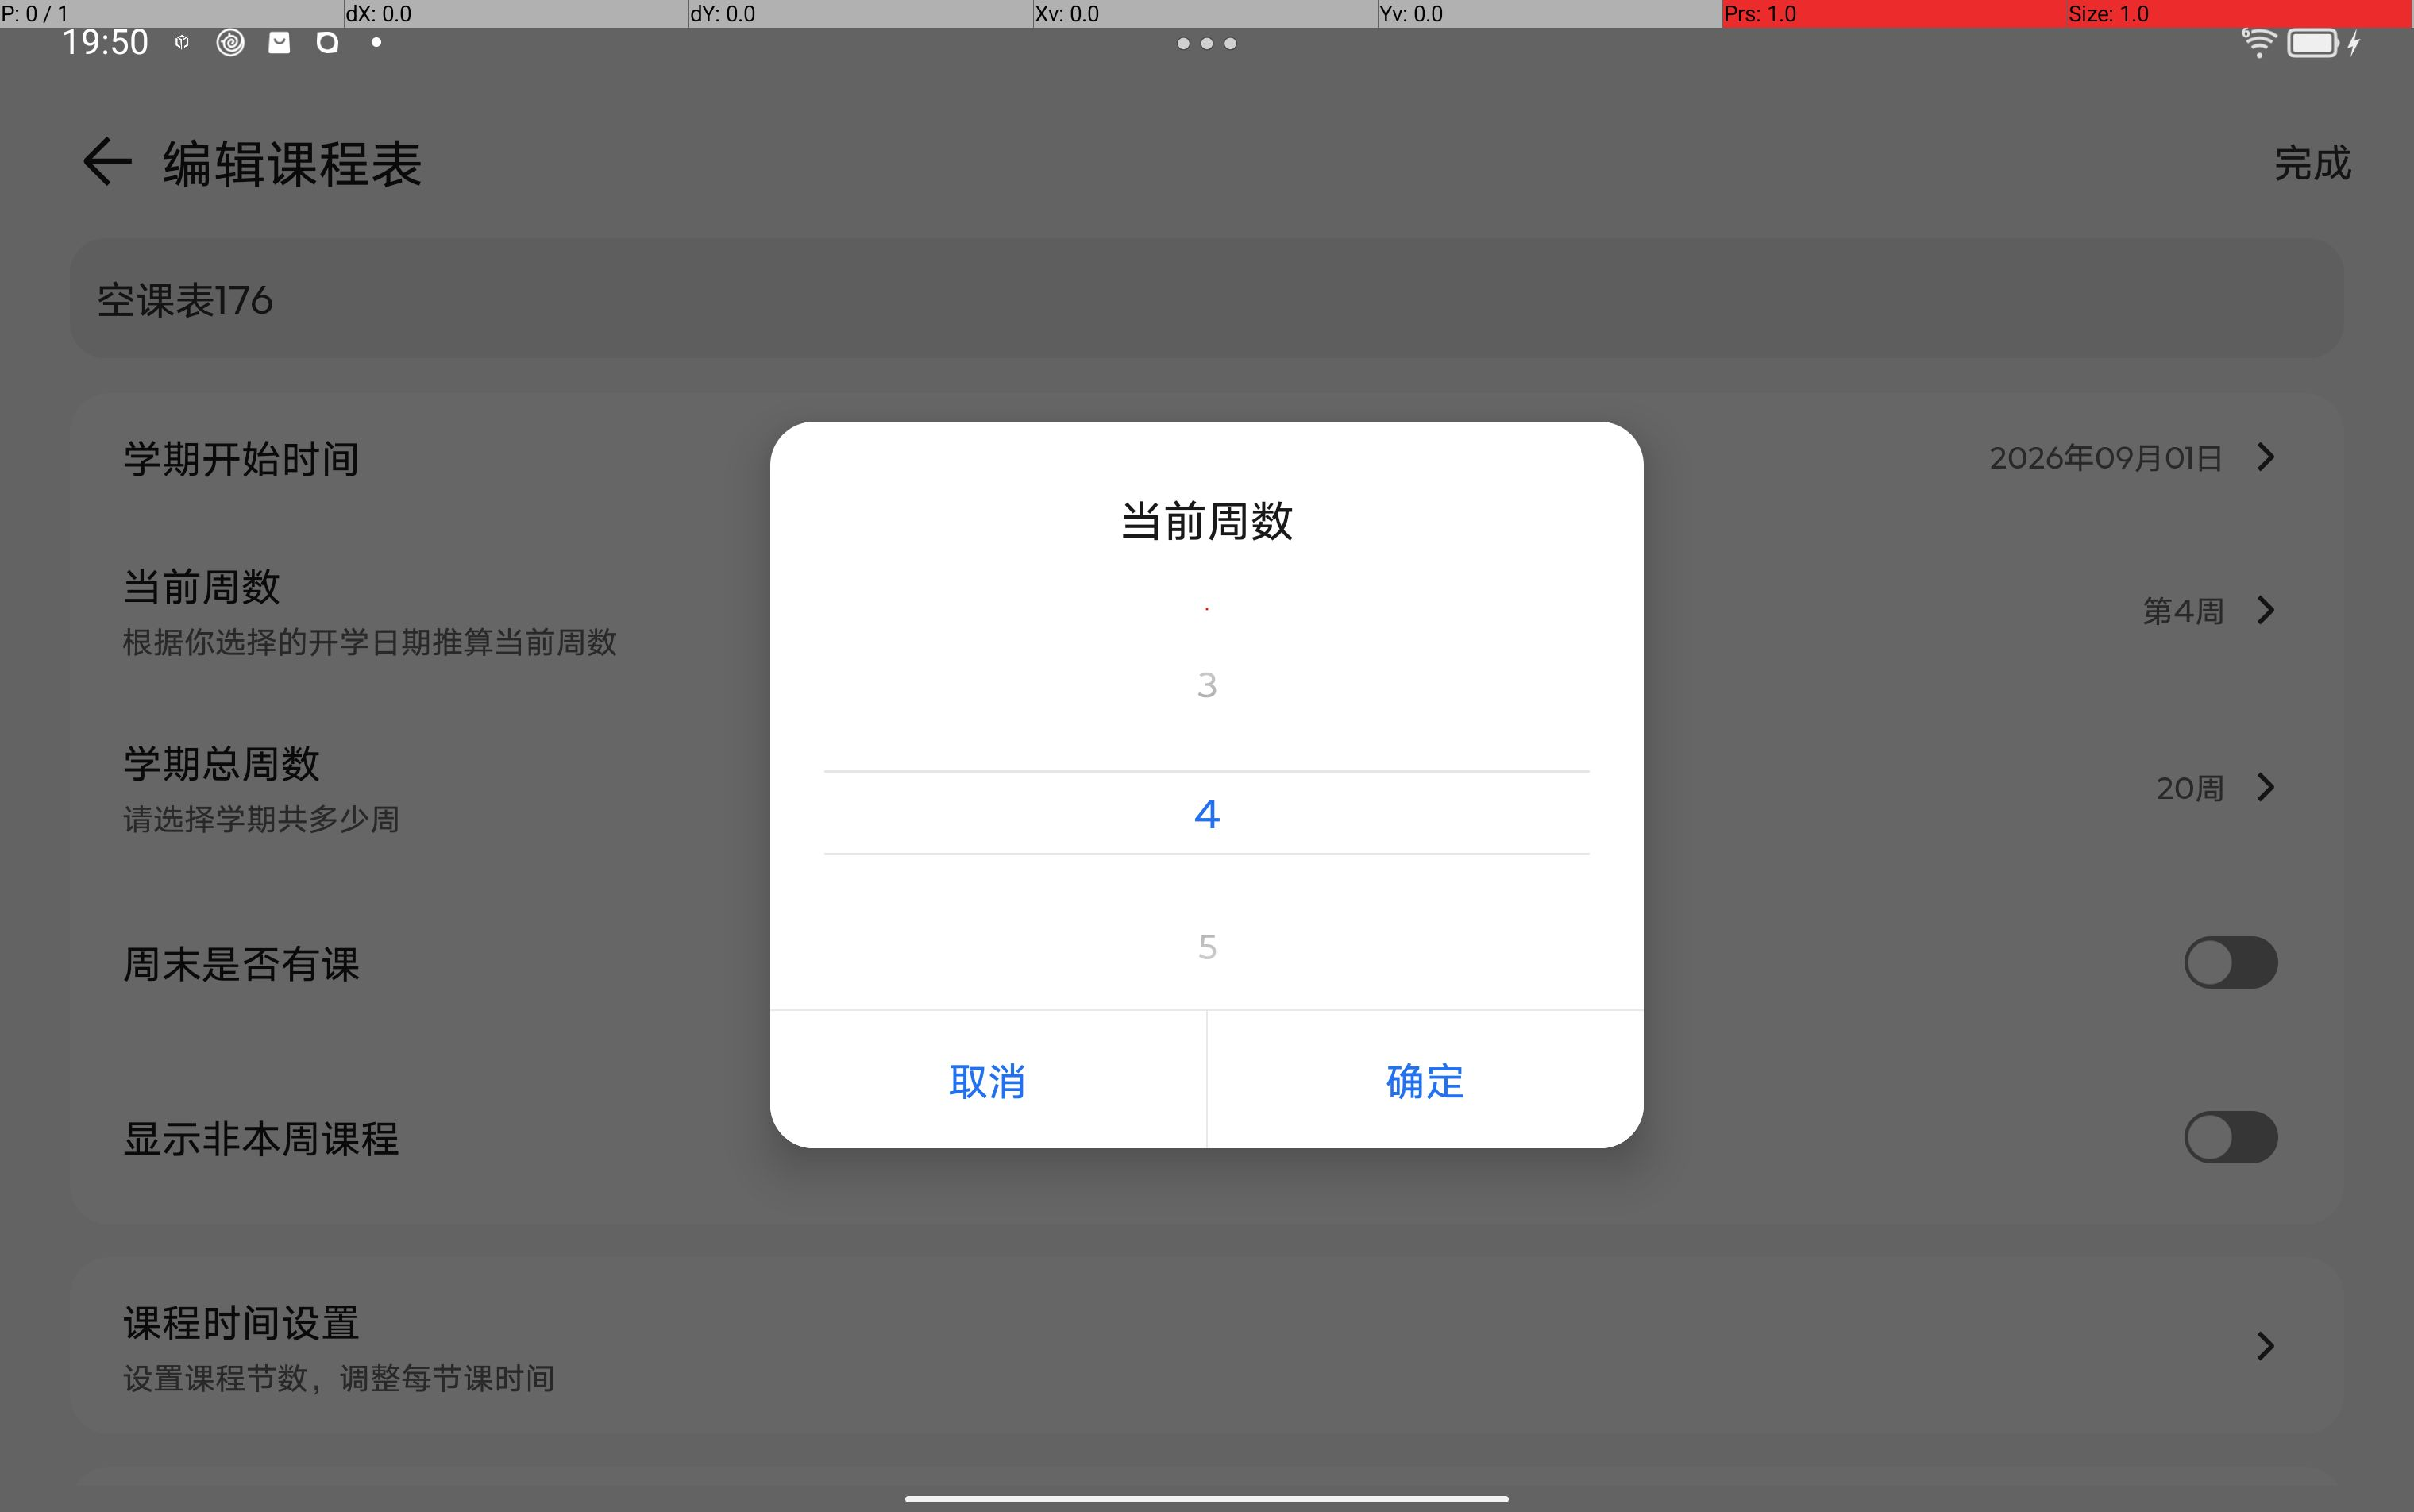 P: 0 / 1 dX: 0.0 dY: 0.0 Xv: 0.0 Yv: 0.0 Prs: 1.0 Size: 1.0
19:50 6
编辑课程表 完成
空课表176
学期开始时间 2026年09月01日
当前周数 第4周
根据你选择的开学日期推算当前周数
学期总周数 20周
请选择学期共多少周
周末是否有课
显示非本周课程
课程时间设置
设置课程节数，调整每节课时间
当前周数
3
4
5
取消 确定